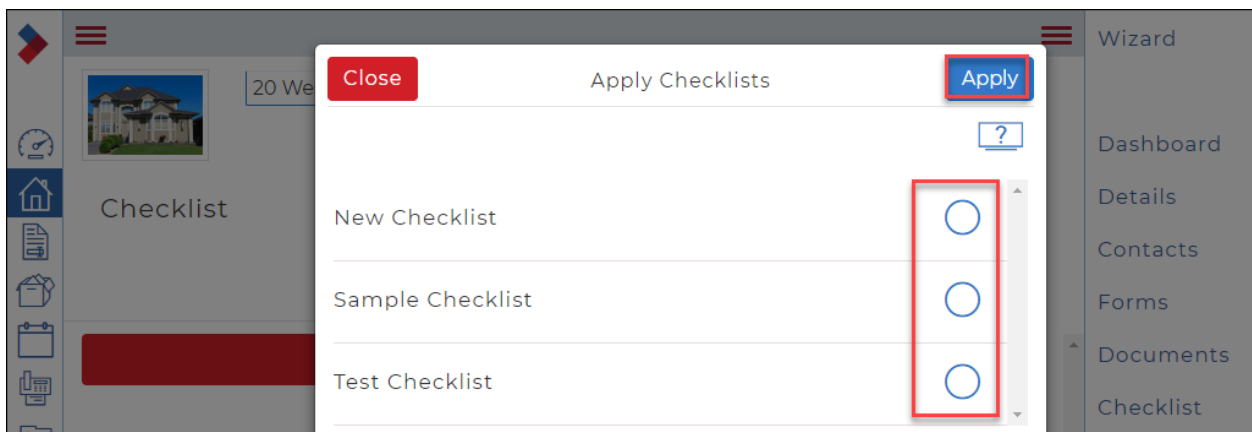 Wizard
20 We
Close
Apply Checklists
Apply
?
Dashboard
Details
Checklist
New Checklist
Contacts
Sample Checklist
Forms
Documents
Test Checklist
Checklist